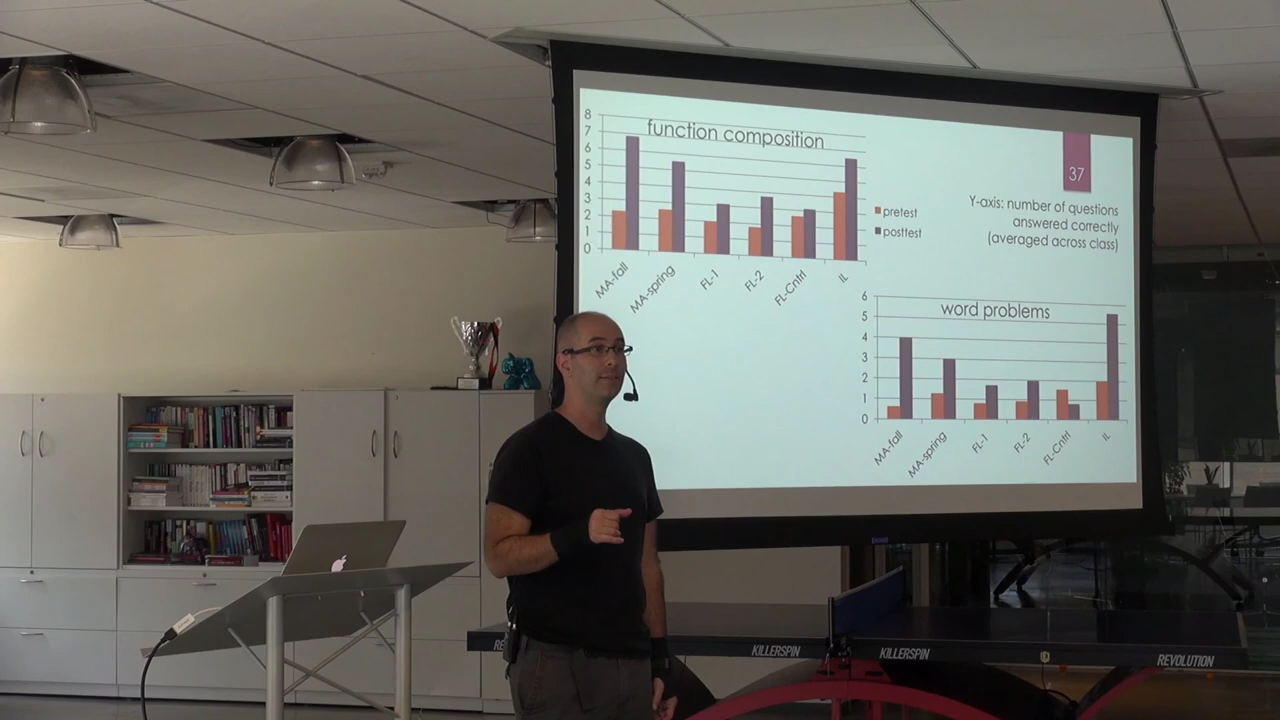 8
7
6
5
4
3
2
1
0
function composition
MA-fall
MA-spring
FL-1
FL-2
FL-Cntrl
IL
pretest
posttest
37
Y-axis: number of questions
answered correctly
(averaged across class)
6
5
4
3
2
1
0
word problems
MA-fall
MA-spring
FL-1
FL-2
FL-Cntrl
IL
RE
KILLERSPIN
KILLERSPIN
REVOLUTION